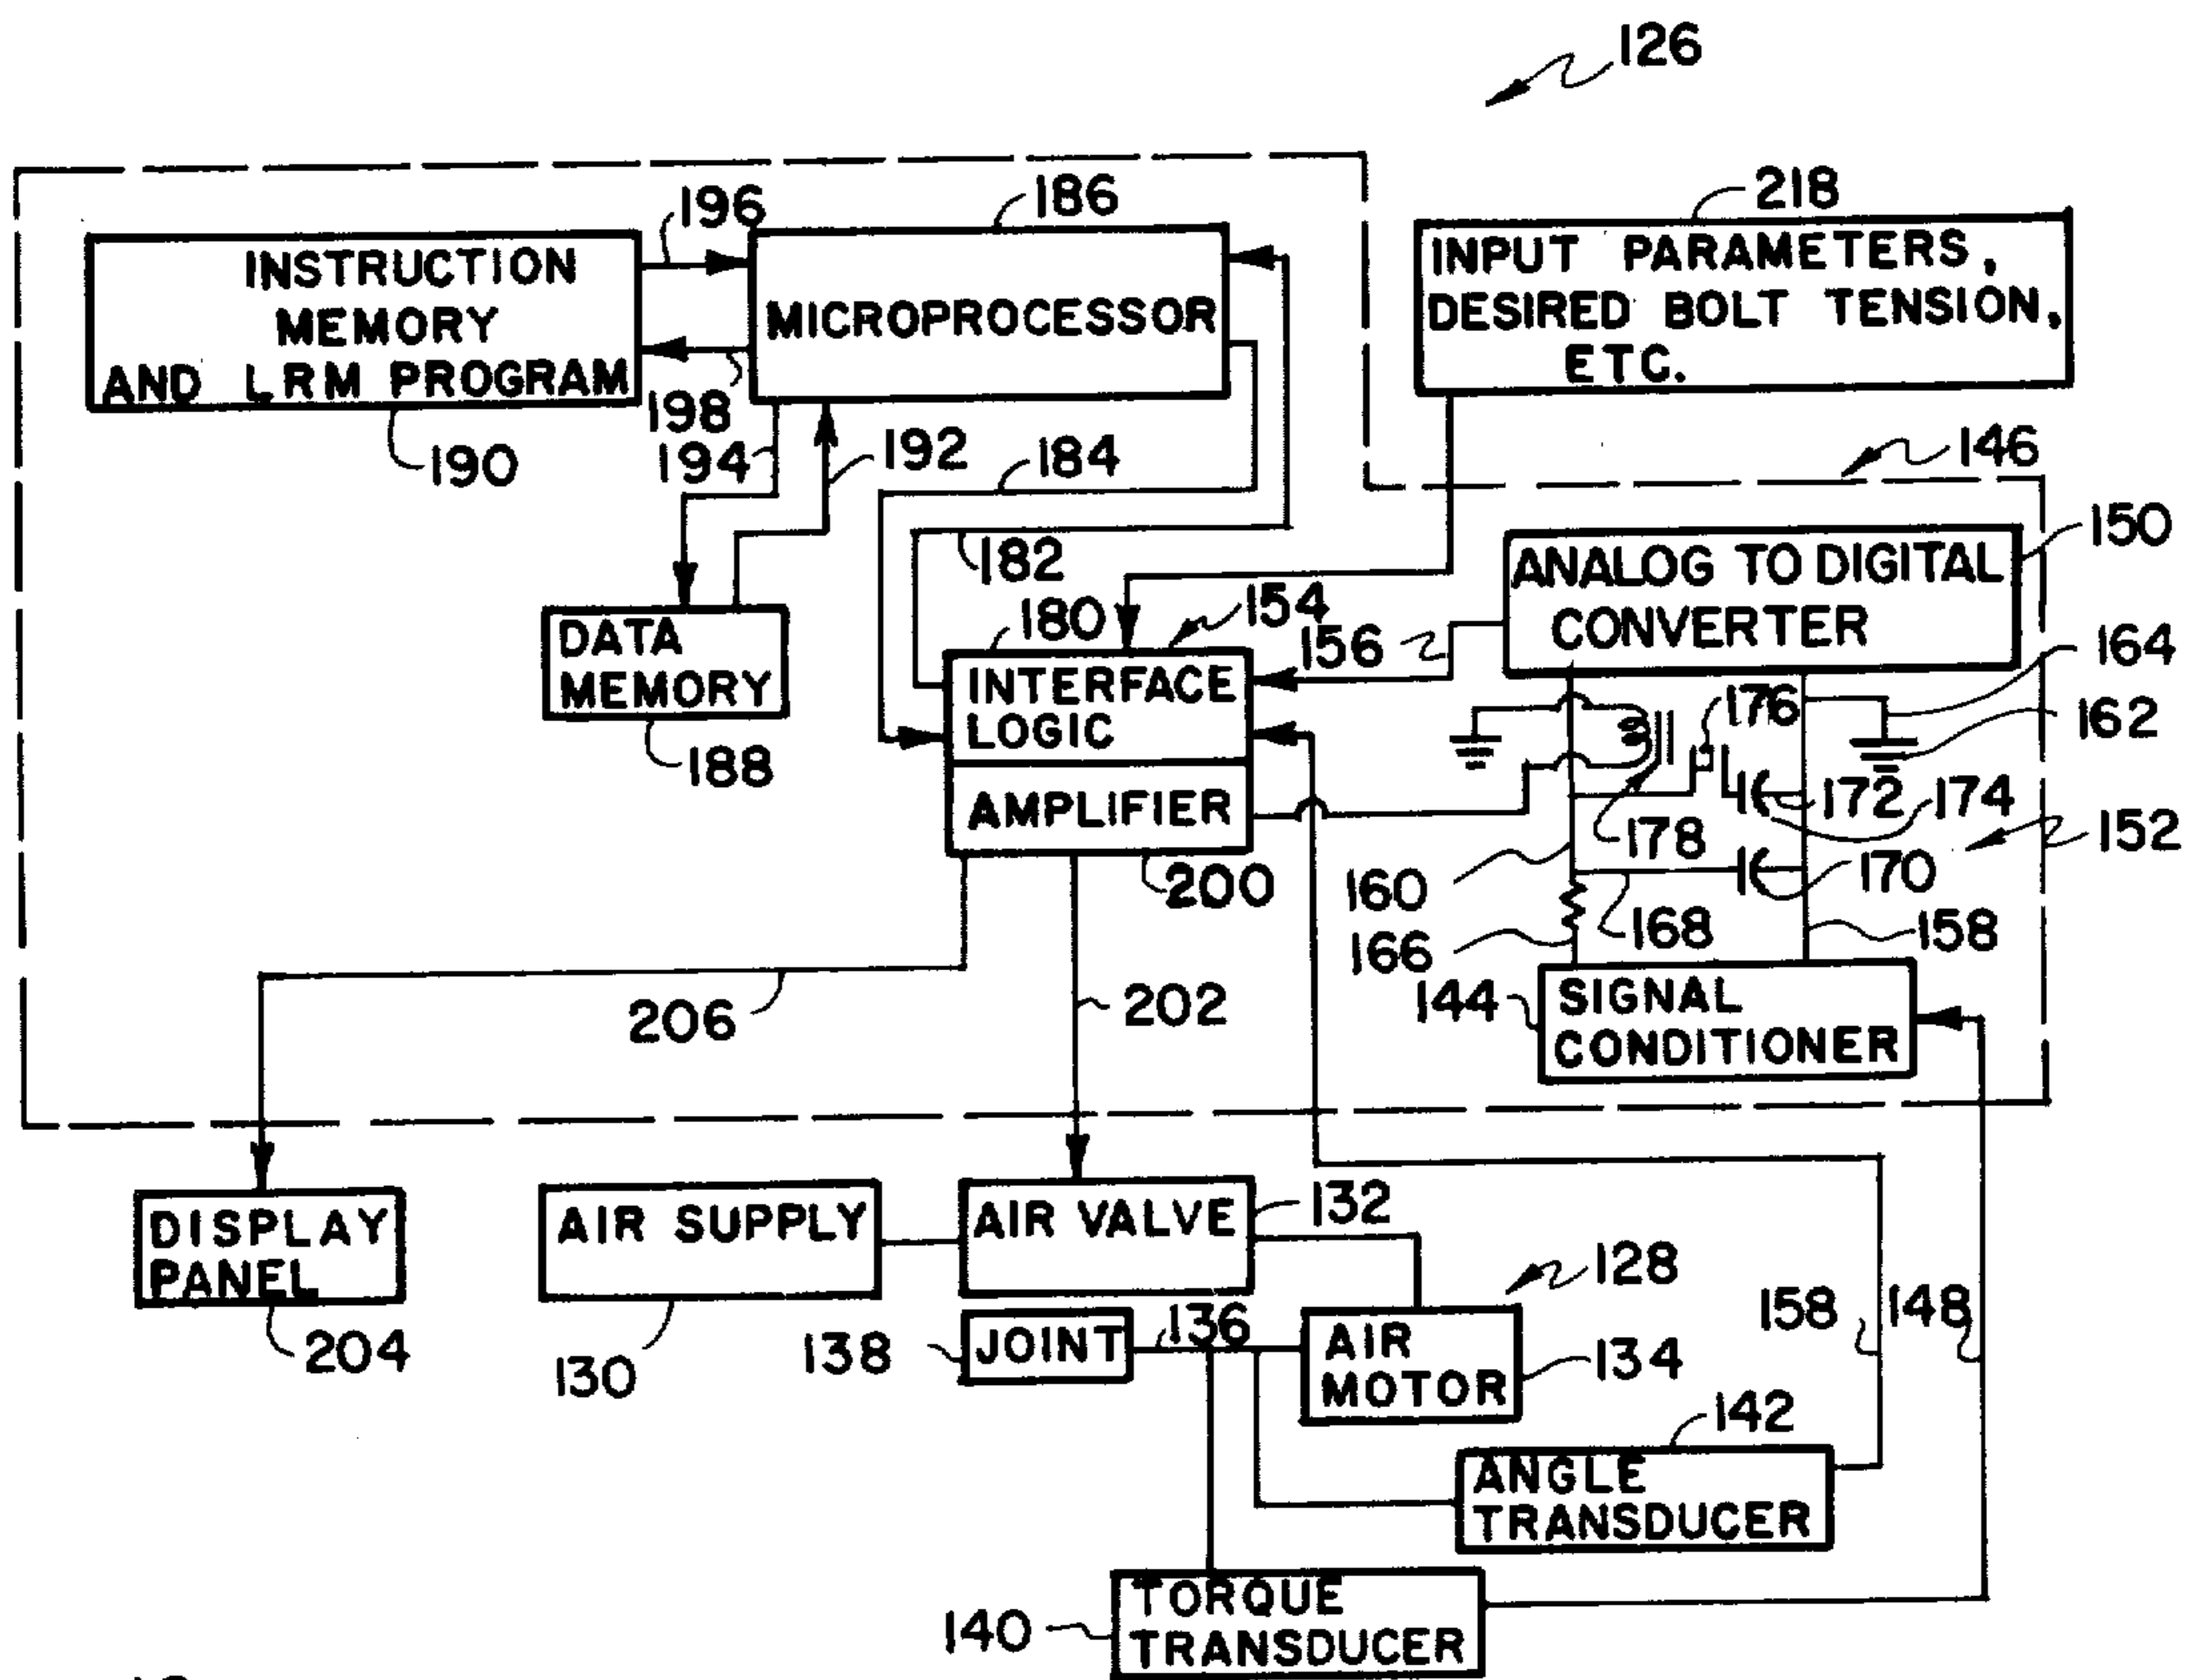 126
196
186
218
INSTRUCTION
MEMORY
AND LRM PROGRAM
MICROPROCESSOR
INPUT PARAMETERS,
DESIRED BOLT TENSION,
ETC.
198
190
194
192
184
146
150
182
ANALOG TO DIGITAL
CONVERTER
180
154
156
164
DATA
MEMORY
188
INTERFACE
LOGIC
AMPLIFIER
200
176
162
172
174
178
152
160
170
168
166
158
206
202
144
SIGNAL
CONDITIONER
DISPLAY
PANEL
204
AIR SUPPLY
130
AIR VALVE
132
128
158
148
138
JOINT
136
AIR
MOTOR
134
142
ANGLE
TRANSDUCER
140
TORQUE
TRANSDUCER